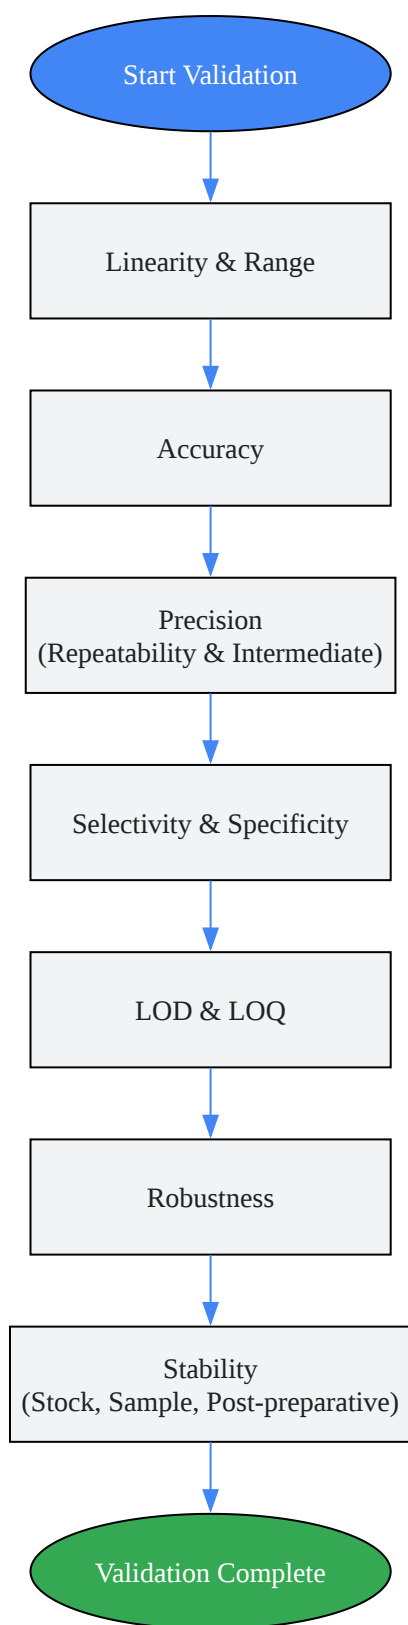 Start Validation
Linearity & Range
Accuracy
Precision
(Repeatability & Intermediate)
Selectivity & Specificity
LOD & LOQ
Robustness
Stability
(Stock, Sample, Post-preparative)
Validation Complete